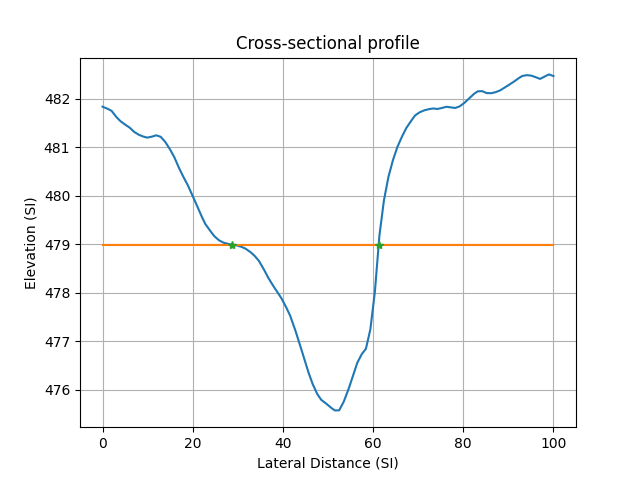 Cross-sectional profile
Elevation (SI)
482
481
480
479
478
477
476
0 20 40 60 80 100
Lateral Distance (SI)